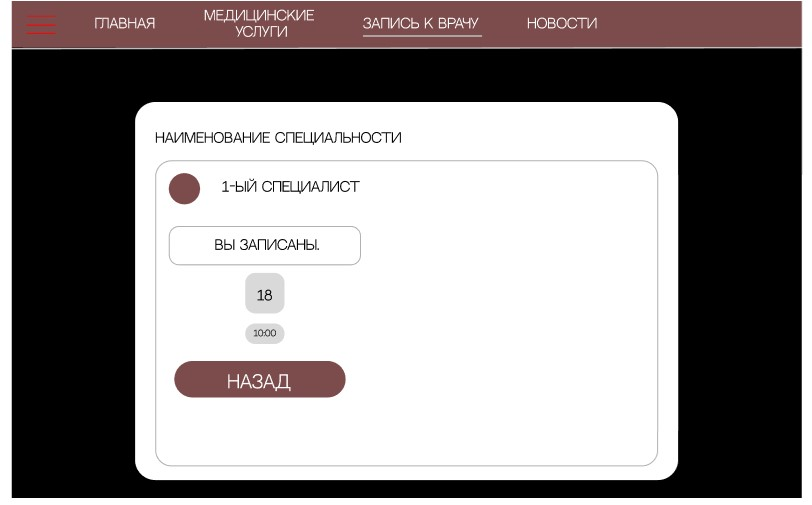 ГЛАВНАЯ
МЕДИЦИНСКИЕ
УСЛУГИ
ЗАПИСЬ К ВРАЧУ
НОВОСТИ
НАИМЕНОВАНИЕ СПЕЦИАЛЬНОСТИ
1-ЫЙ СПЕЦИАЛИСТ
ВЫ ЗАПИСАНЫ.
18
10:00
НАЗАД